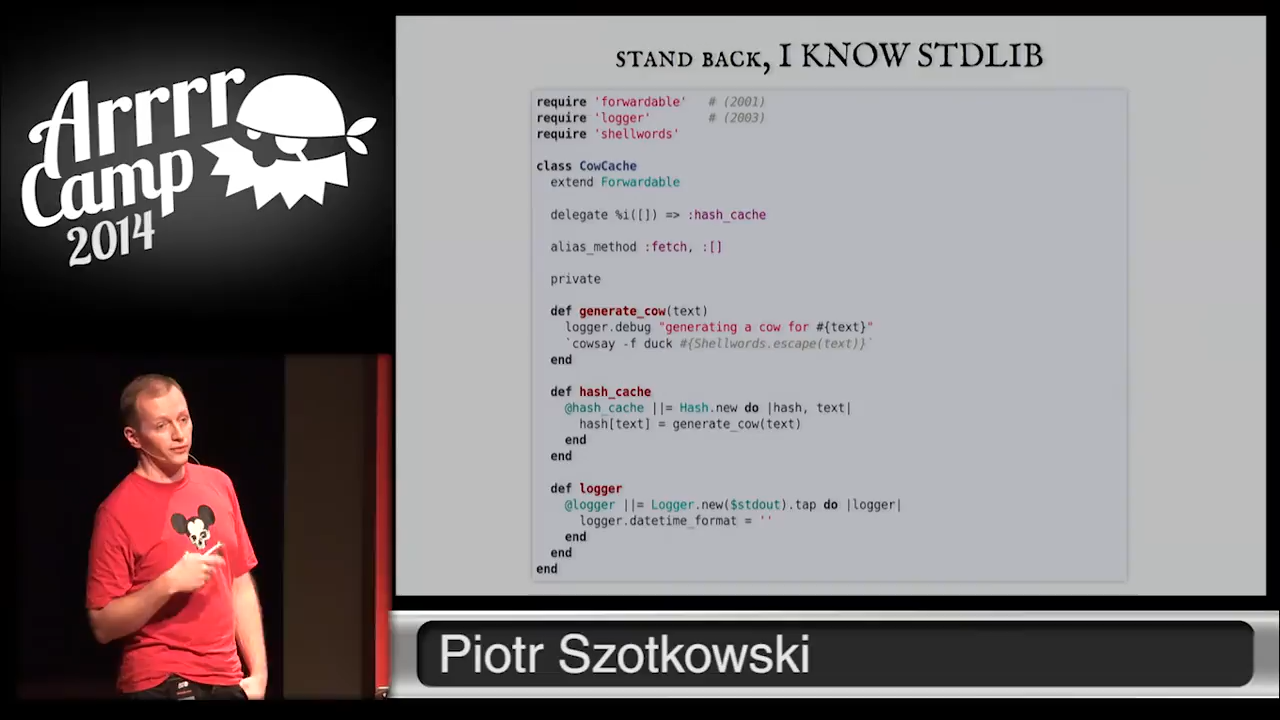 Arrrr
Camp
2014
STAND BACK, I KNOW STDLIB
require 'forwardable'   # (2001)
require 'logger'        # (2003)
require 'shellwords'
class CowCache
  extend Forwardable
  delegate %i([]) => :hash_cache
  alias_method :fetch, :[]
  private
  def generate_cow(text)
    logger.debug "generating a cow for #{text}"
    `cowsay -f duck #{Shellwords.escape(text)}`
  end
  def hash_cache
    @hash_cache ||= Hash.new do |hash, text|
      hash[text] = generate_cow(text)
    end
  end
  def logger
    @logger ||= Logger.new($stdout).tap do |logger|
      logger.datetime_format = ''
    end
  end
end
Piotr Szotkowski